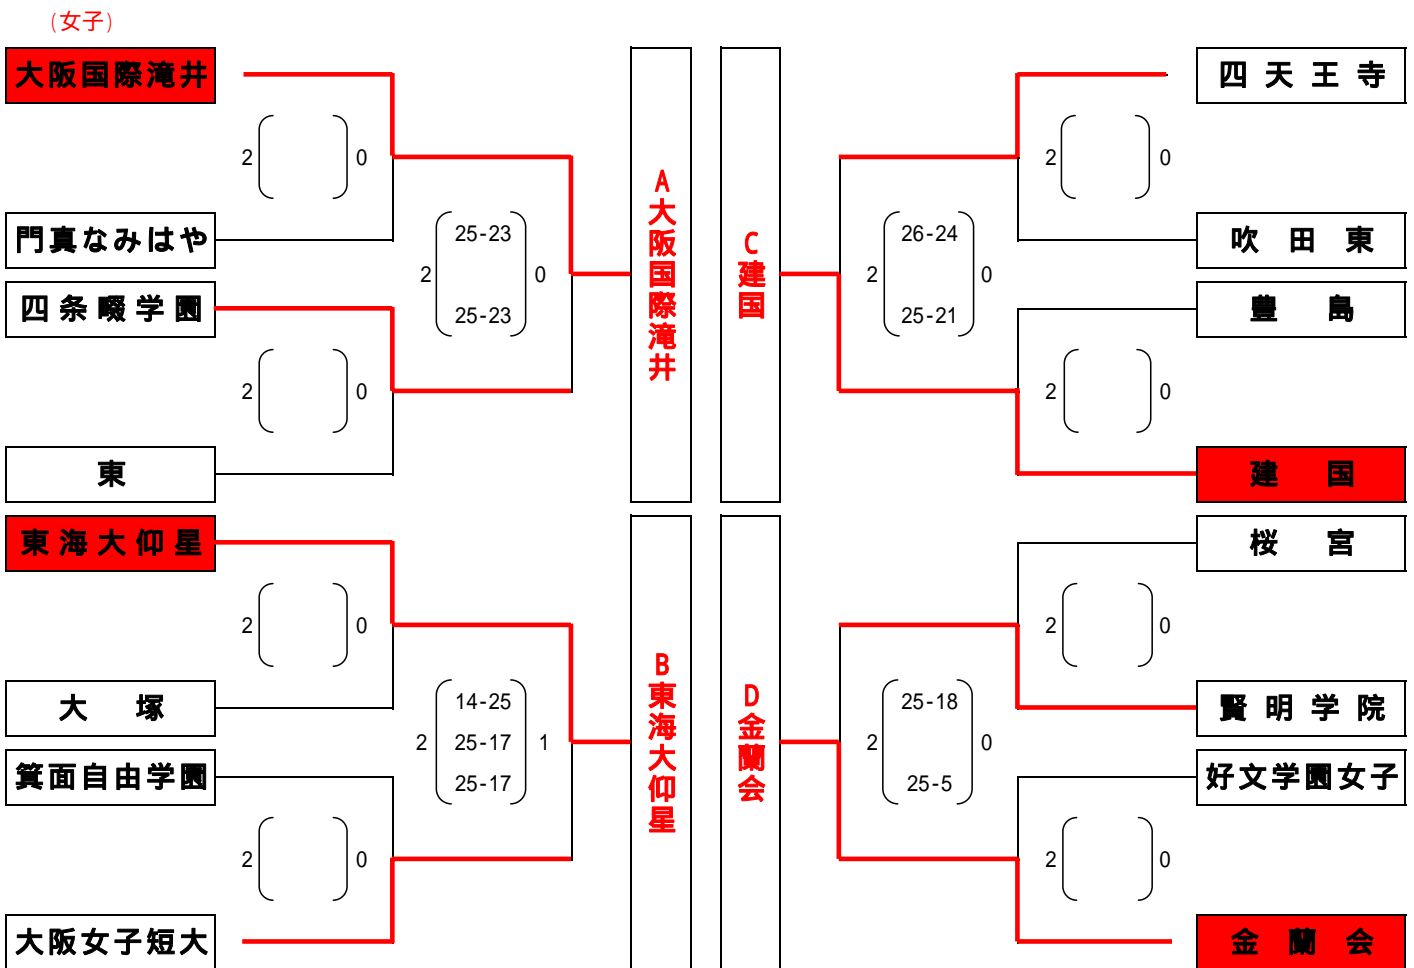 (女子)
大阪国際滝井
2 0
門真なみはや
25-23
2 0
25-23
四条畷学園
2 0
東
A大阪国際滝井
東海大仰星
2 0
大塚
14-25
2 25-17 1
25-17
箕面自由学園
2 0
大阪女子短大
B東海大仰星
C建国
四天王寺
2 0
吹田東
26-24
2 0
25-21
豊島
2 0
建国
D金蘭会
桜宮
2 0
賢明学院
25-18
2 0
25-5
好文学園女子
2 0
金蘭会